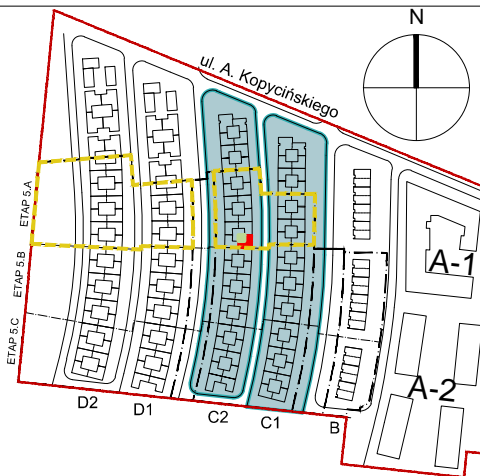 N
ul. A. Kopycińskiego
ETAP 5.A
ETAP 5.B
ETAP 5.C
A-1
A-2
D2
D1
C2
C1
B